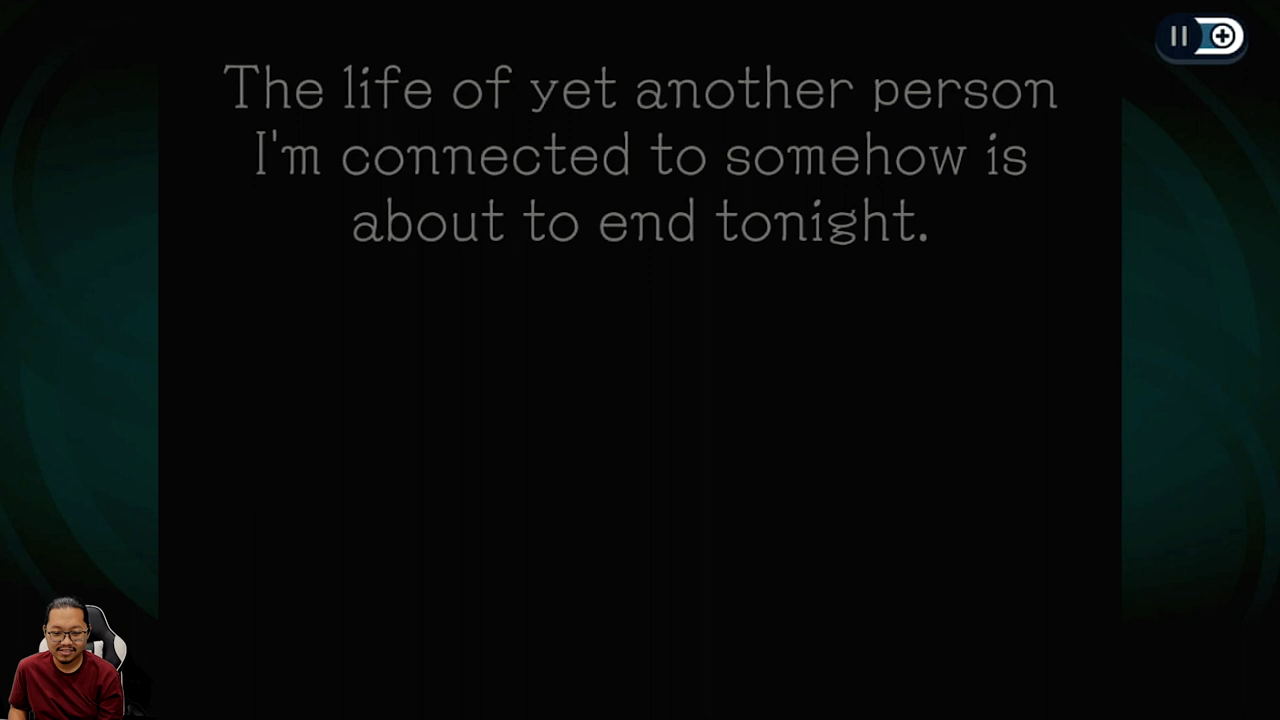 The life of yet another person
I'm connected to somehow is
about to end tonight.